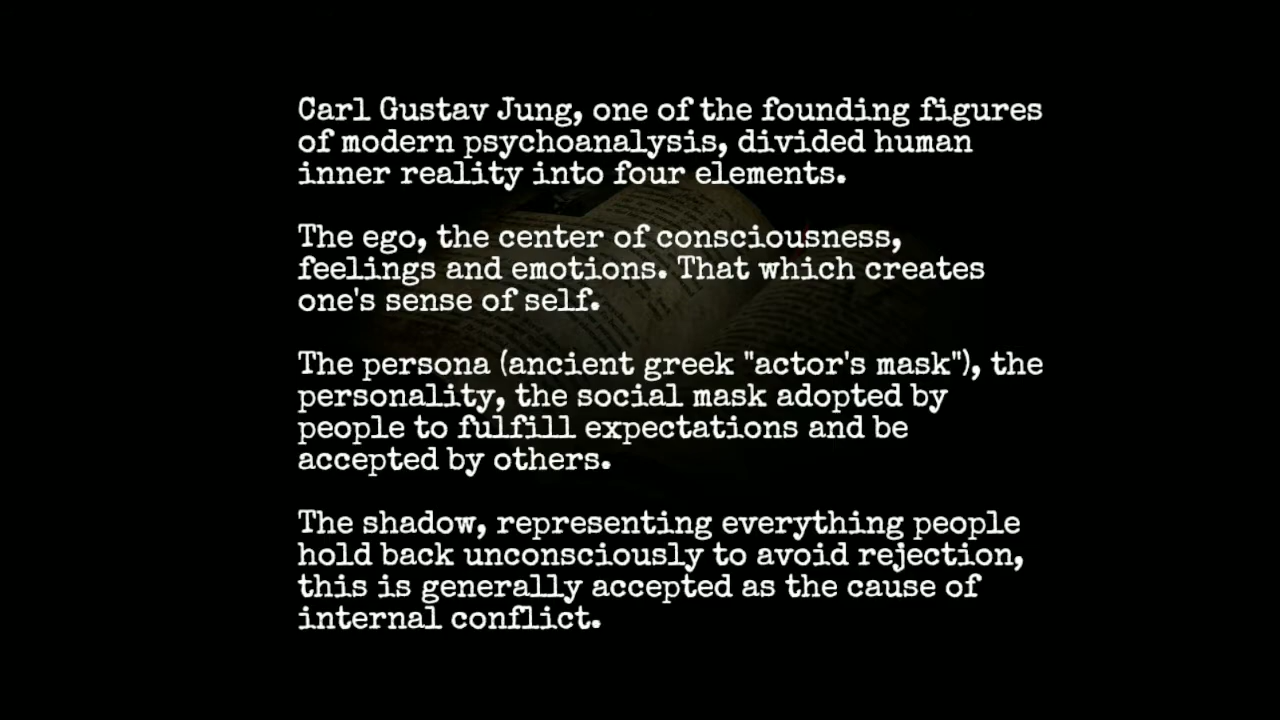 Carl Gustav Jung, one of the founding figures
of modern psychoanalysis, divided human
inner reality into four elements.
The ego, the center of consciousness,
feelings and emotions. That which creates
one's sense of self.
The persona (ancient greek "actor's mask"), the
personality, the social mask adopted by
people to fulfill expectations and be
accepted by others.
The shadow, representing everything people
hold back unconsciously to avoid rejection,
this is generally accepted as the cause of
internal conflict.